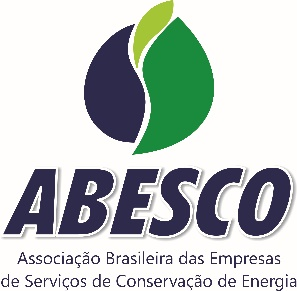 ABESCO
Associação Brasileira das Empresas
de Serviços de Conservação de Energia